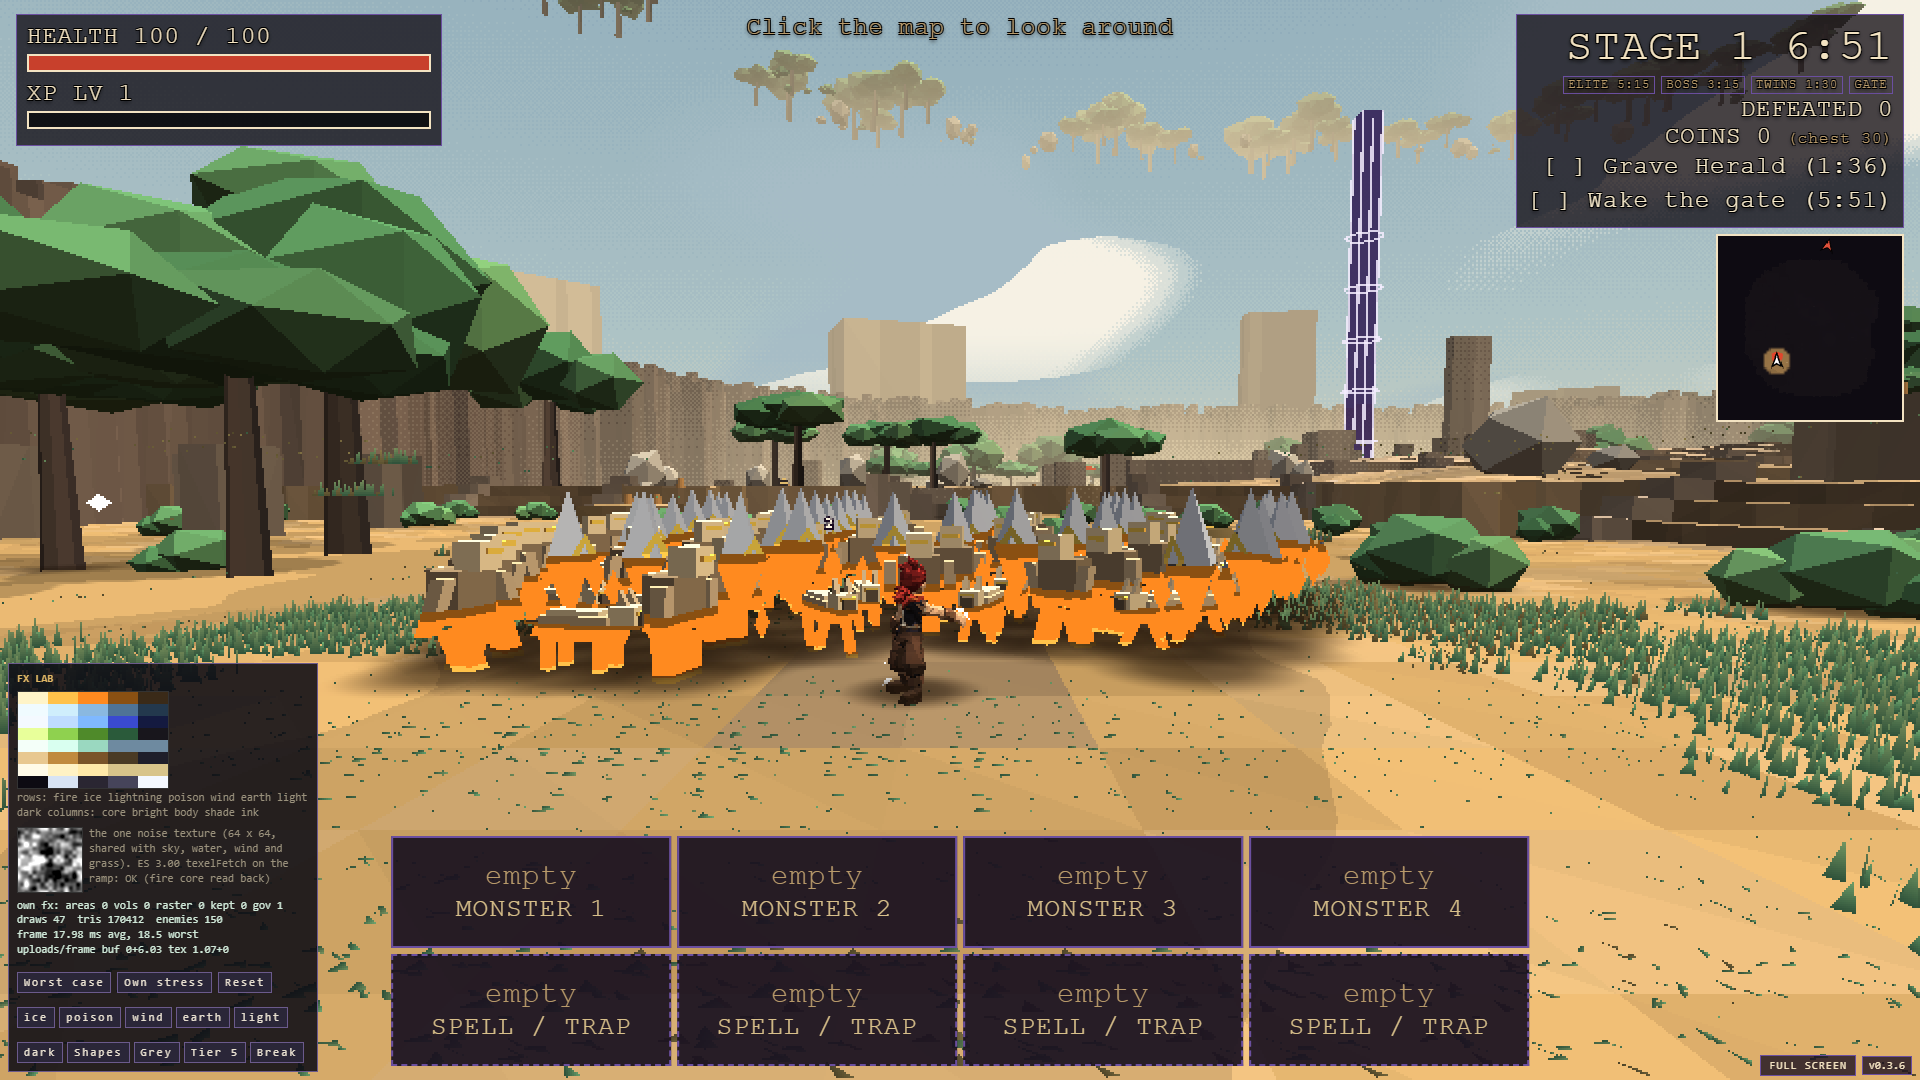 HEALTH 100 / 100
XP LV 1
Click the map to look around
STAGE 1 6:51
ELITE 5:15 BOSS 3:15 TWINS 1:30 GATE
DEFEATED 0
COINS 0 (chest 30)
[ ] Grave Herald (1:36)
[ ] Wake the gate (5:51)
FX LAB
rows: fire ice lightning poison wind earth light
dark columns: core bright body shade ink
the one noise texture (64 x 64,
shared with sky, water, wind and
grass). ES 3.00 texelFetch on the
ramp: OK (fire core read back)
own fx: areas 0 vols 0 raster 0 kept 0 gov 1
draws 47 tris 170412 enemies 150
frame 17.98 ms avg, 18.5 worst
uploads/frame buf 0+6.03 tex 1.07+0
Worst case Own stress Reset
ice poison wind earth light
dark Shapes Grey Tier 5 Break
empty
MONSTER 1
empty
MONSTER 2
empty
MONSTER 3
empty
MONSTER 4
empty
SPELL / TRAP
empty
SPELL / TRAP
empty
SPELL / TRAP
empty
SPELL / TRAP
FULL SCREEN
v0.3.6